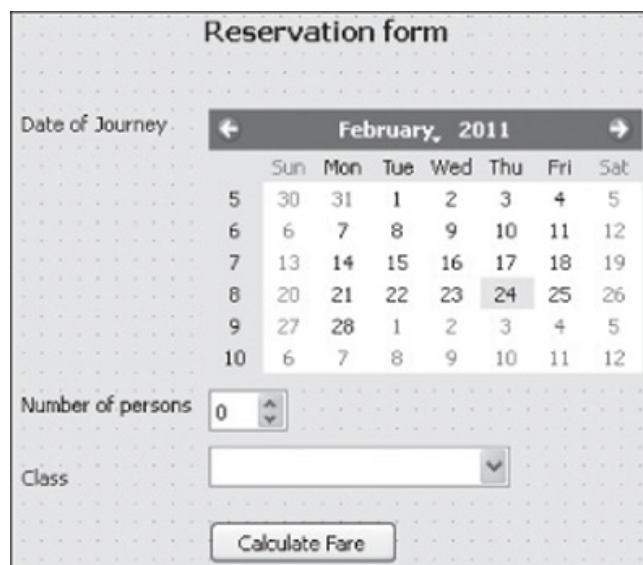 Reservation form
Date of Journey
February, 2011
Sun Mon Tue Wed Thu Fri Sat
5 30 31 1 2 3 4 5
6 6 7 8 9 10 11 12
7 13 14 15 16 17 18 19
8 20 21 22 23 24 25 26
9 27 28 1 2 3 4 5
10 6 7 8 9 10 11 12
Number of persons 0
Class
Calculate Fare